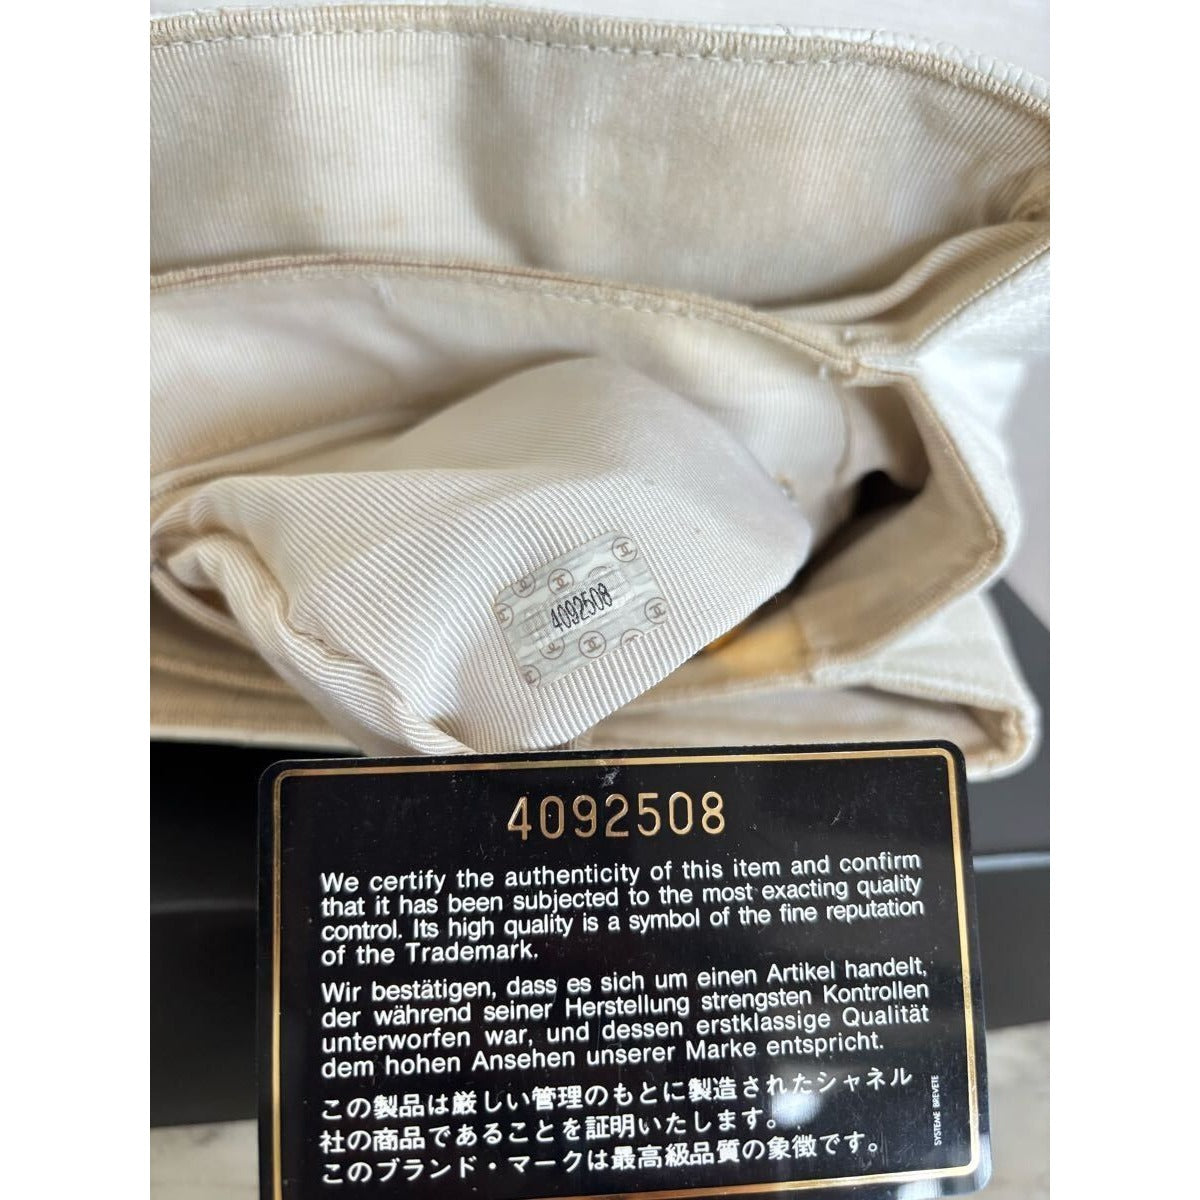 4092508
4092508
We certify the authenticity of this item and confirm
that it has been subjected to the most exacting quality
control. Its high quality is a symbol of the fine reputation
of the Trademark.
Wir bestätigen, dass es sich um einen Artikel handelt,
der während seiner Herstellung strengsten Kontrollen
unterworfen war, und dessen erstklassige Qualität
dem hohen Ansehen unserer Marke entspricht.
この製品は厳しい管理のもとに製造されたシャネル
社の商品であることを証明いたします。
このブランド・マークは最高級品質の象徴です。
SYSTEME BREVETE